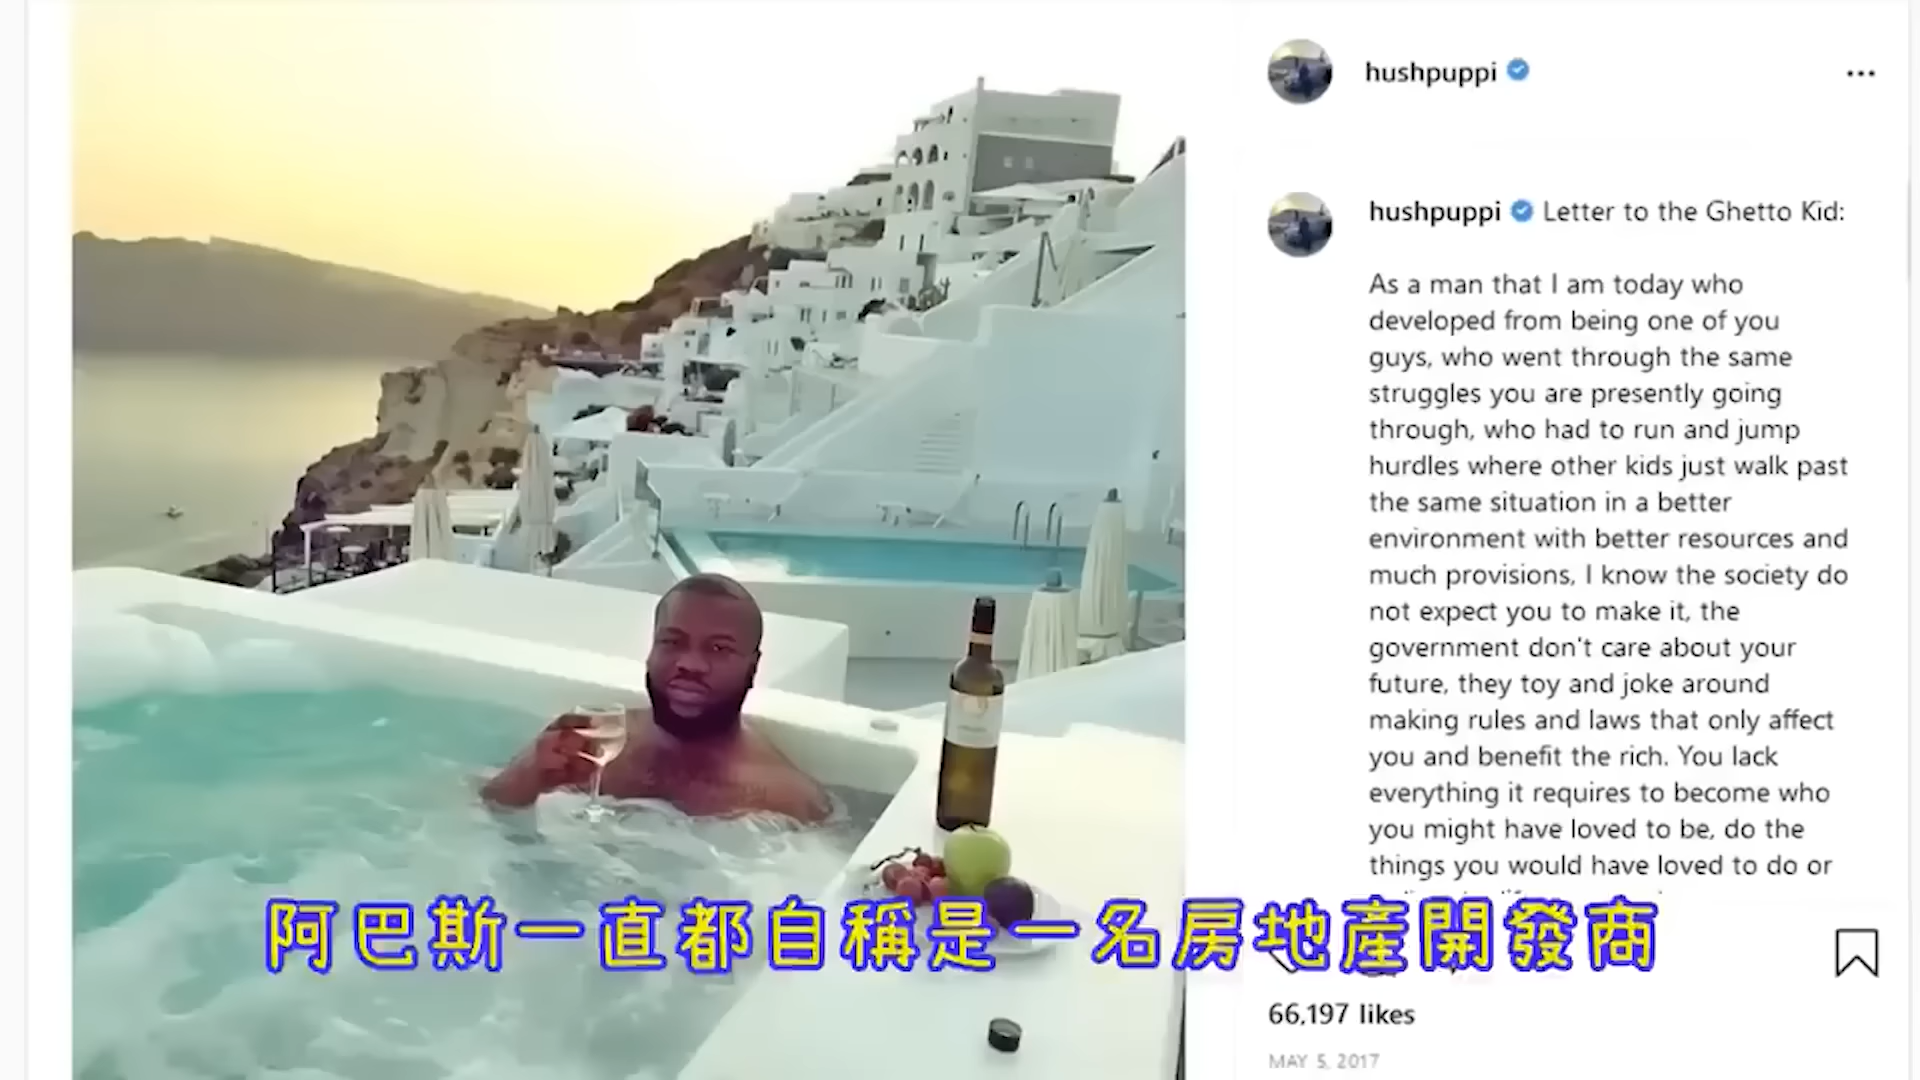 hushpuppi
hushpuppi Letter to the Ghetto Kid:
As a man that I am today who
developed from being one of you
guys, who went through the same
struggles you are presently going
through, who had to run and jump
hurdles where other kids just walk past
the same situation in a better
environment with better resources and
much provisions, I know the society do
not expect you to make it, the
government don't care about your
future, they toy and joke around
making rules and laws that only affect
you and benefit the rich. You lack
everything it requires to become who
you might have loved to be, do the
things you would have loved to do or
阿巴斯一直都自稱是一名房地產開發商
66,197 likes
MAY 5, 2017